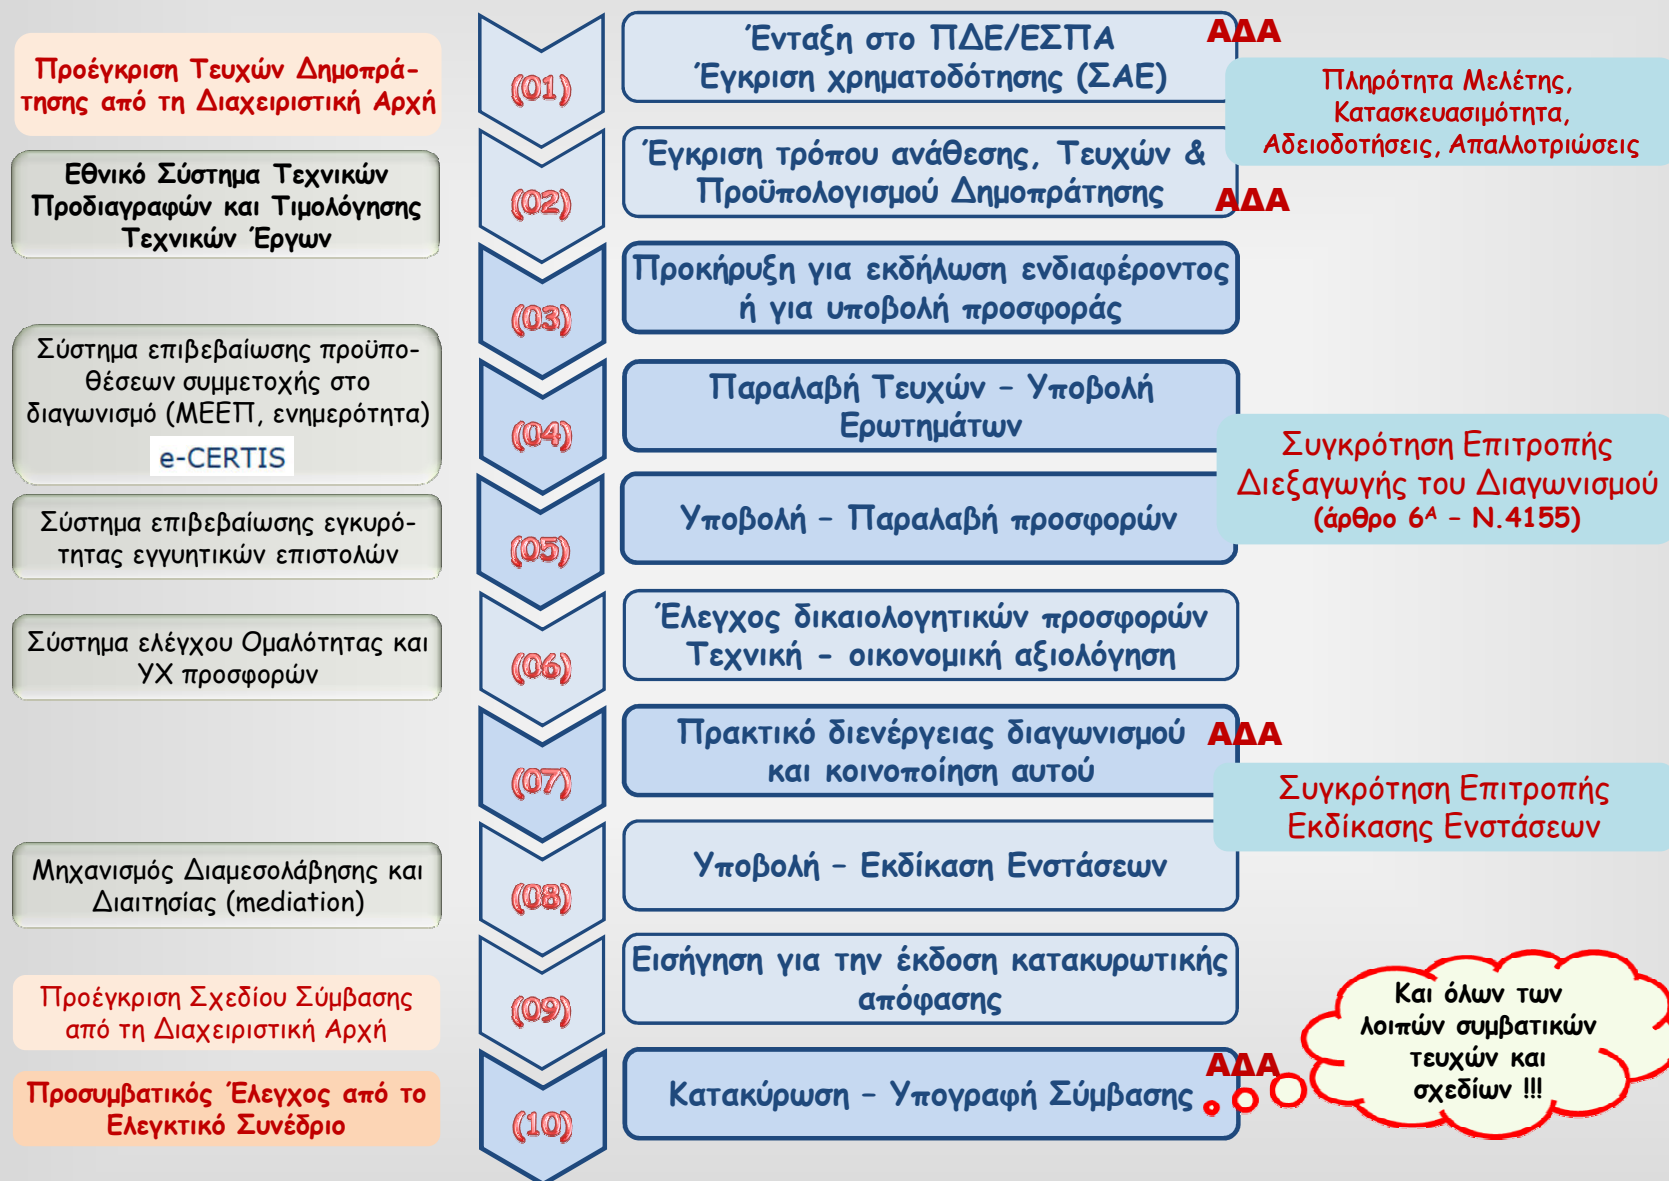 Προέγκριση Τευχών Δημοπρά-
τησης από τη Διαχειριστική Αρχή
Εθνικό Σύστημα Τεχνικών
Προδιαγραφών και Τιμολόγησης
Τεχνικών Έργων
Σύστημα επιβεβαίωσης προϋπο-
θέσεων συμμετοχής στο
διαγωνισμό (ΜΕΕΠ, ενημερότητα)
e-CERTIS
Σύστημα επιβεβαίωσης εγκυρό-
τητας εγγυητικών επιστολών
Σύστημα ελέγχου Ομαλότητας και
ΥΧ προσφορών
Μηχανισμός Διαμεσολάβησης και
Διαιτησίας (mediation)
Προέγκριση Σχεδίου Σύμβασης
από τη Διαχειριστική Αρχή
Προσυμβατικός Έλεγχος από το
Ελεγκτικό Συνέδριο
(01)
Ένταξη στο ΠΔΕ/ΕΣΠΑ
Έγκριση χρηματοδότησης (ΣΑΕ)
ΑΔΑ
(02)
Έγκριση τρόπου ανάθεσης, Τευχών &
Προϋπολογισμού Δημοπράτησης
ΑΔΑ
(03)
Προκήρυξη για εκδήλωση ενδιαφέροντος
ή για υποβολή προσφοράς
(04)
Παραλαβή Τευχών – Υποβολή
Ερωτημάτων
(05)
Υποβολή – Παραλαβή προσφορών
(06)
Έλεγχος δικαιολογητικών προσφορών
Τεχνική - οικονομική αξιολόγηση
(07)
Πρακτικό διενέργειας διαγωνισμού
και κοινοποίηση αυτού
ΑΔΑ
(08)
Υποβολή – Εκδίκαση Ενστάσεων
(09)
Εισήγηση για την έκδοση κατακυρωτικής
απόφασης
(10)
Κατακύρωση – Υπογραφή Σύμβασης
ΑΔΑ
Πληρότητα Μελέτης,
Κατασκευασιμότητα,
Αδειοδοτήσεις, Απαλλοτριώσεις
Συγκρότηση Επιτροπής
Διεξαγωγής του Διαγωνισμού
(άρθρο 6Α – Ν.4155)
Συγκρότηση Επιτροπής
Εκδίκασης Ενστάσεων
Και όλων των
λοιπών συμβατικών
τευχών και
σχεδίων !!!